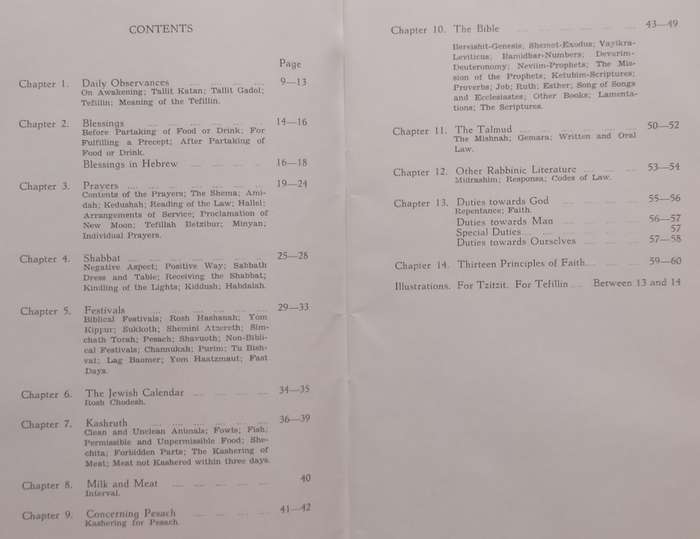 CONTENTS
Page
Chapter 1. Daily Observances ... ... ... ... 9—13
On Awakening; Tallit Katan; Tallit Gadol;
Tefillin; Meaning of the Tefillin.
Chapter 2. Blessings ... ... ... ... ... ... 14—16
Before Partaking of Food or Drink; For
Fulfilling a Precept; After Partaking of
Food or Drink.
Blessings in Hebrew ... ... ... ... 16—18
Chapter 3. Prayers ... ... ... ... ... ... 19—24
Contents of the Prayers; The Shema; Ami-
dah; Kedushah; Reading of the Law; Hallel;
Arrangements of Service; Proclamation of
New Moon; Tefillah Betzibur; Minyan;
Individual Prayers.
Chapter 4. Shabbat ... ... ... ... ... ... 25—28
Negative Aspect; Positive Way; Sabbath
Dress and Table; Receiving the Shabbat;
Kindling of the Lights; Kiddush; Habdalah.
Chapter 5. Festivals ... ... ... ... ... ... 29—33
Biblical Festivals; Rosh Hashanah; Yom
Kippur; Sukkoth; Shemini Atzereth; Sim-
chath Torah; Pesach; Shavuoth; Non-Bibli-
cal Festivals; Channukah; Purim; Tu Bish-
vat; Lag Baomer; Yom Haatzmaut; Fast
Days.
Chapter 6. The Jewish Calendar ... ... ... ... 34—35
Rosh Chodesh.
Chapter 7. Kashruth ... ... ... ... ... ... 36—39
Clean and Unclean Animals; Fowls; Fish;
Permissible and Unpermissible Food; She-
chita; Forbidden Parts; The Kashering of
Meat; Meat not Kashered within three days.
Chapter 8. Milk and Meat ... ... ... ... 40
Interval.
Chapter 9. Concerning Pesach ... ... ... ... 41—42
Kashering for Pesach.
Chapter 10. The Bible ... ... ... ... ... 43—49
Bereishit-Genesis; Shemot-Exodus; Vayikra-
Leviticus; Bamidbar-Numbers; Devarim-
Deuteronomy; Neviim-Prophets; The Mis-
sion of the Prophets; Ketubim-Scriptures;
Proverbs; Job; Ruth; Esther; Song of Songs
and Ecclesiastes; Other Books; Lamenta-
tions; The Scriptures.
Chapter 11. The Talmud ... ... ... ... ... 50—52
The Mishnah; Gemara; Written and Oral
Law.
Chapter 12. Other Rabbinic Literature ... ... ... 53—54
Midrashim; Responsa; Codes of Law.
Chapter 13. Duties towards God ... ... ... ... 55—56
Repentance; Faith.
Duties towards Man ... ... ... ... 56—57
Special Duties... ... ... ... ... 57
Duties towards Ourselves ... ... ... 57—58
Chapter 14. Thirteen Principles of Faith... ... ... 59—60
Illustrations. For Tzitzit. For Tefillin ... Between 13 and 14